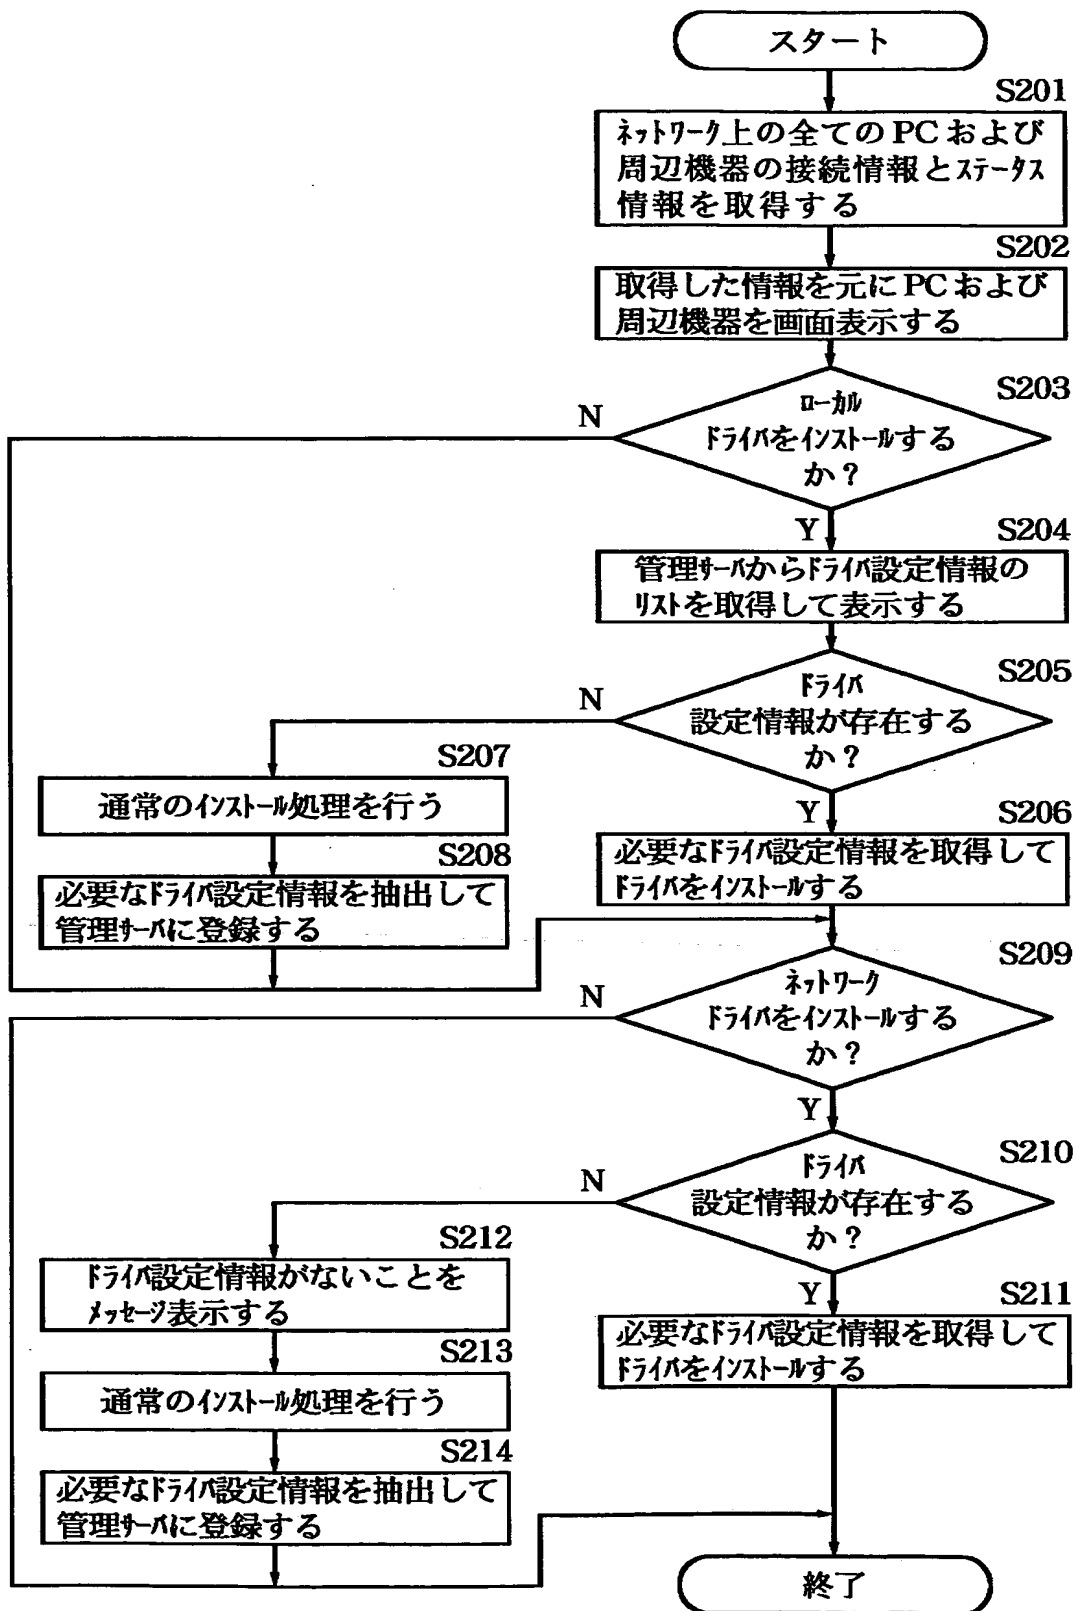 スタート
S201
ネットワーク上の全ての PC および
周辺機器の接続情報とステータス
情報を取得する
S202
取得した情報を元に PC および
周辺機器を画面表示する
S203
ローカル
ドライバをインストールする
か？
N
Y
S204
管理サーバからドライバ設定情報の
リストを取得して表示する
S205
ドライバ
設定情報が存在する
か？
N
Y
S207
通常のインストール処理を行う
S208
必要なドライバ設定情報を抽出して
管理サーバに登録する
S206
必要なドライバ設定情報を取得して
ドライバをインストールする
S209
ネットワーク
ドライバをインストールする
か？
N
Y
S210
ドライバ
設定情報が存在する
か？
N
Y
S212
ドライバ設定情報がないことを
メッセージ表示する
S213
通常のインストール処理を行う
S214
必要なドライバ設定情報を抽出して
管理サーバに登録する
S211
必要なドライバ設定情報を取得して
ドライバをインストールする
終了